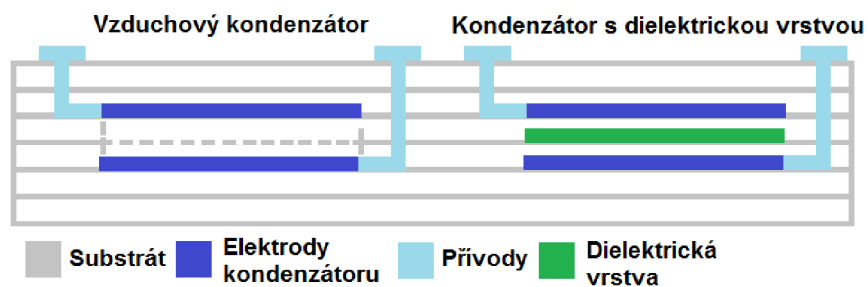 Vzduchový kondenzátor
Kondenzátor s dielektrickou vrstvou
Substrát
Elektrody
kondenzátoru
Přívody
Dielektrická
vrstva